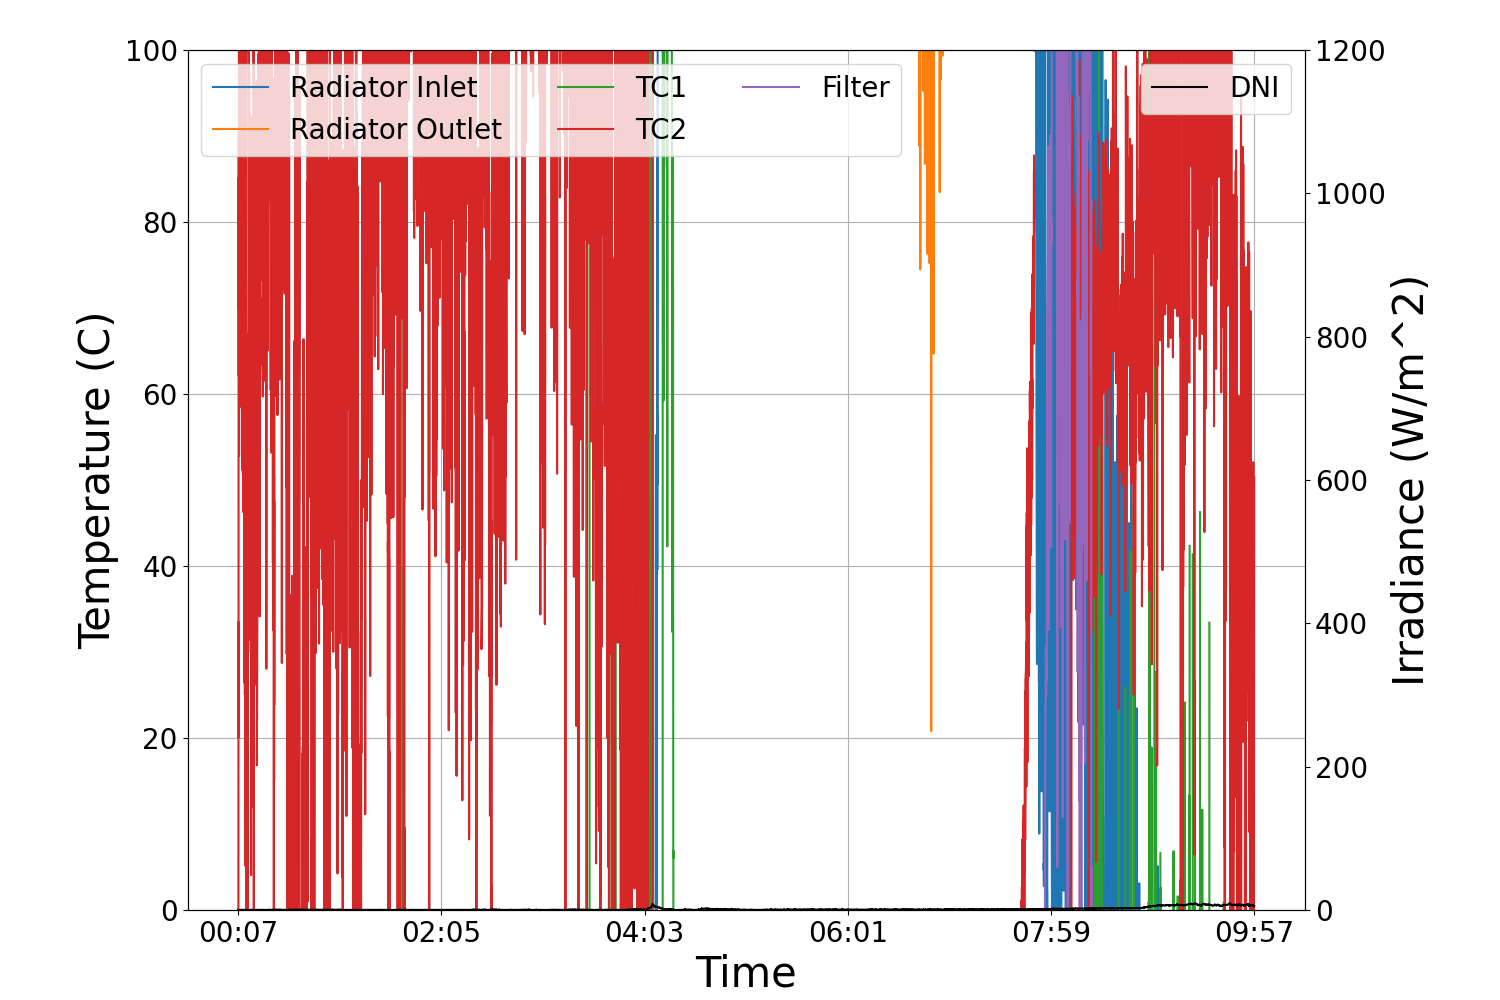 100
80
60
40
20
0
Temperature (C)
Radiator Inlet
Radiator Outlet
TC1
TC2
Filter
DNI
1200
1000
800
600
400
200
0
Irradiance (W/m^2)
00:07
02:05
04:03
06:01
07:59
09:57
Time